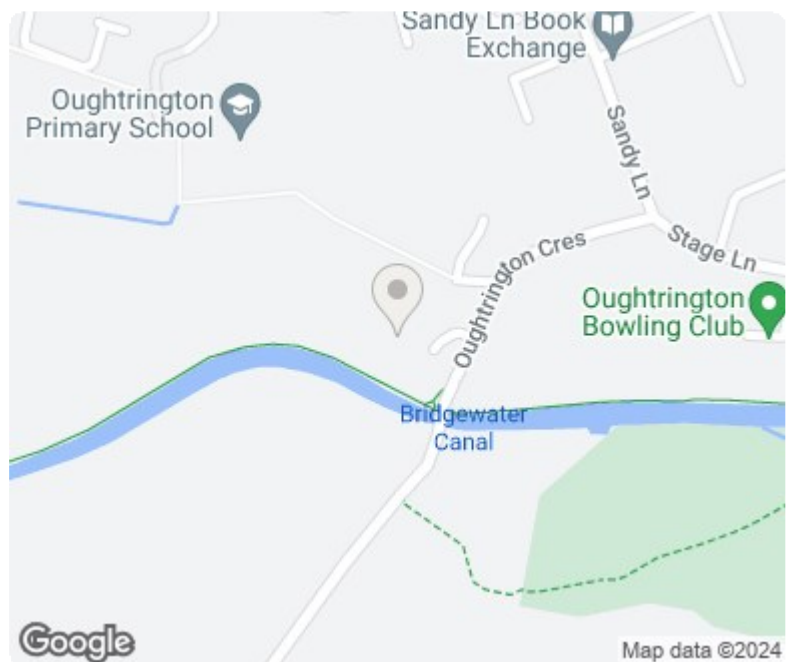 Sandy Ln Book
Exchange
Oughtrington
Primary School
Sandy Ln
Oughtrington Cres
Stage Ln
Oughtrington
Bowling Club
Bridgewater
Canal
Google
Map data ©2024